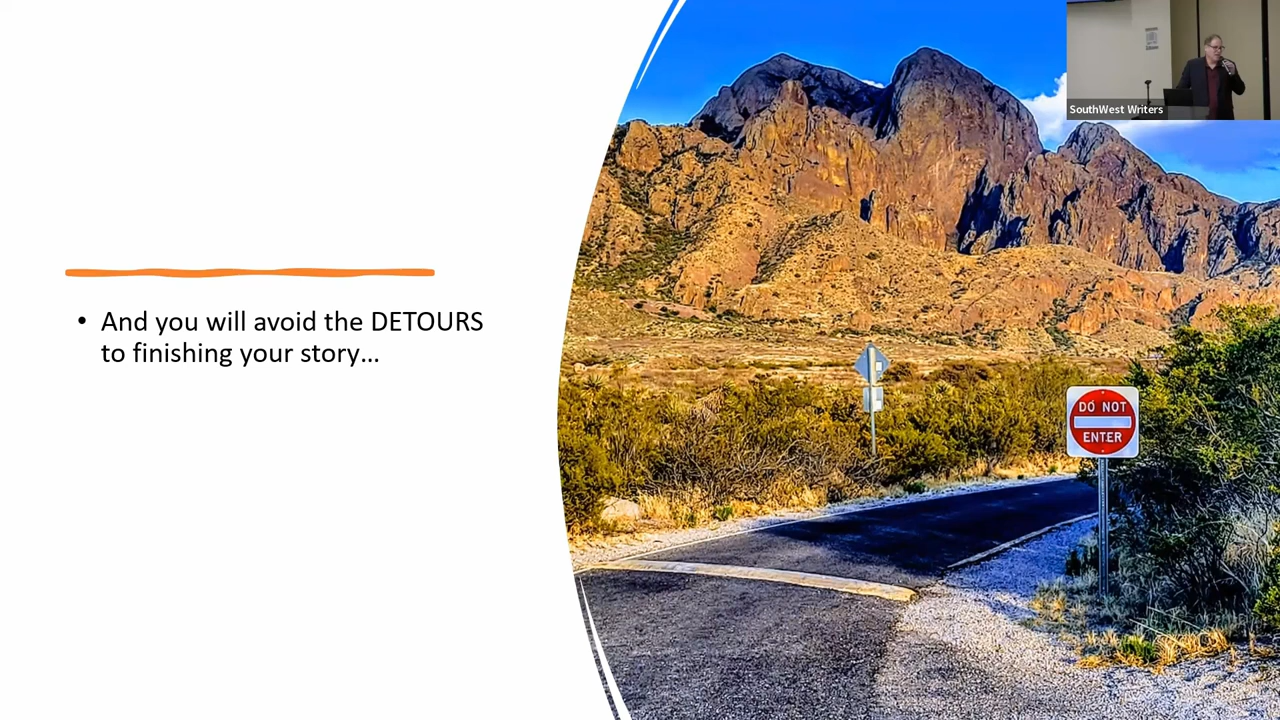 SouthWest Writers
• And you will avoid the DETOURS
to finishing your story...
DO NOT
ENTER